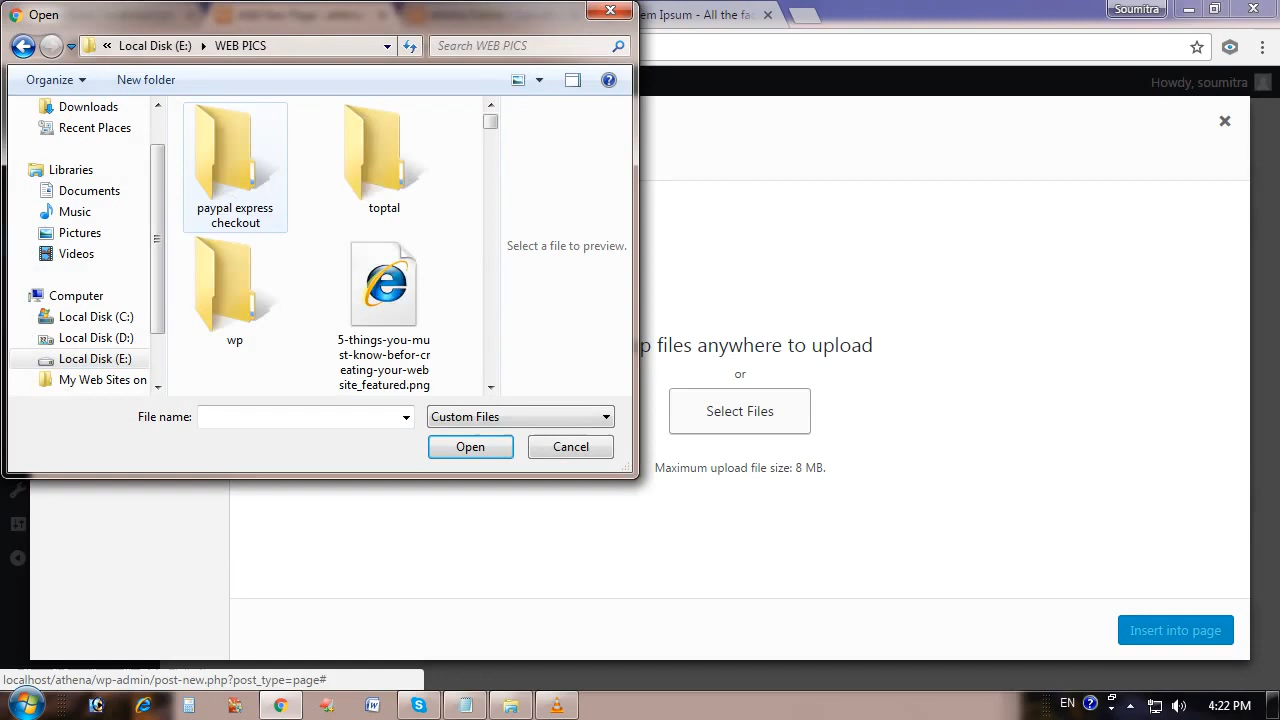 Open
em Ipsum - All the fa
Soumitra
Local Disk (E:)
WEB PICS
Search WEB PICS
Organize
New folder
Howdy, soumitra
Downloads
Recent Places
Libraries
Documents
Music
Pictures
Videos
Computer
Local Disk (C:)
Local Disk (D:)
Local Disk (E:)
My Web Sites on
paypal express
checkout
toptal
wp
5-things-you-mu
st-know-befor-cr
eating-your-web
site_featured.png
Select a file to preview.
File name:
Custom Files
Open
Cancel
p files anywhere to upload
or
Select Files
Maximum upload file size: 8 MB.
Insert into page
localhost/athena/wp-admin/post-new.php?post_type=page#
EN
4:22 PM